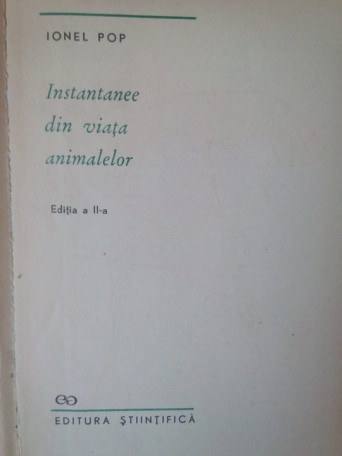 IONEL POP
Instantanee
din viața
animalelor
Ediția a II-a
EDITURA ȘTIINȚIFICĂ